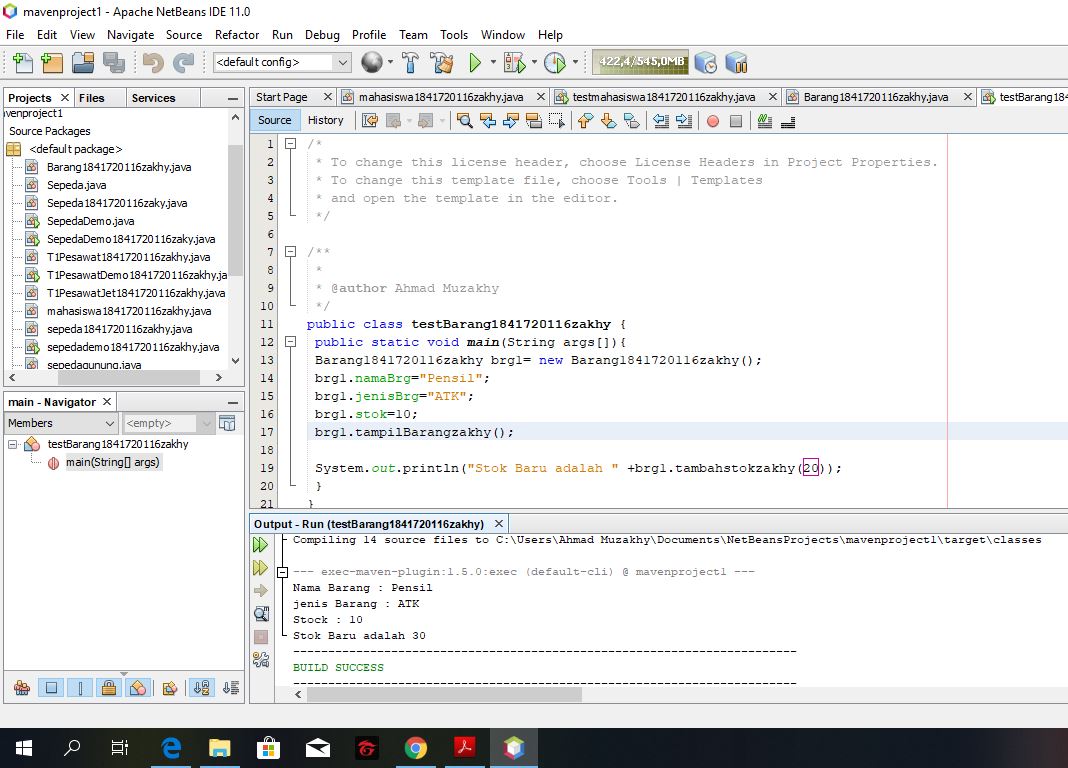 mavenproject1 - Apache NetBeans IDE 11.0
File Edit View Navigate Source Refactor Run Debug Profile Team Tools Window Help
<default config> 422,4/545,0MB
Projects Files Services
Start Page mahasiswa1841720116zakhy.java testmahasiswa1841720116zakhy.java Barang1841720116zakhy.java testBarang184
Source History
avenproject1
Source Packages
<default package>
Barang1841720116zakhy.java
Sepeda.java
Sepeda1841720116zaky.java
SepedaDemo.java
SepedaDemo1841720116zaky.java
T1Pesawat1841720116zakhy.java
T1PesawatDemo1841720116zakhy.ja
T1PesawatJet1841720116zakhy.java
mahasiswa1841720116zakhy.java
sepeda1841720116zakhy.java
sepedademo1841720116zakhy.java
sepedagunung.java
main - Navigator
Members <empty>
testBarang1841720116zakhy
main(String[] args)
1 /*
2 * To change this license header, choose License Headers in Project Properties.
3 * To change this template file, choose Tools | Templates
4 * and open the template in the editor.
5 */
6
7 /**
8 *
9 * @author Ahmad Muzakhy
10 */
11 public class testBarang1841720116zakhy {
12 public static void main(String args[]){
13 Barang1841720116zakhy brg1= new Barang1841720116zakhy();
14 brg1.namaBrg="Pensil";
15 brg1.jenisBrg="ATK";
16 brg1.stok=10;
17 brg1.tampilBarangzakhy();
18
19 System.out.println("Stok Baru adalah " +brg1.tambahstokzakhy(20));
20 }
21 }
Output - Run (testBarang1841720116zakhy)
Compiling 14 source files to C:\Users\Ahmad Muzakhy\Documents\NetBeansProjects\mavenproject1\target\classes
--- exec-maven-plugin:1.5.0:exec (default-cli) @ mavenproject1 ---
Nama Barang : Pensil
jenis Barang : ATK
Stock : 10
Stok Baru adalah 30
------------------------------------------------------------------------
BUILD SUCCESS
------------------------------------------------------------------------